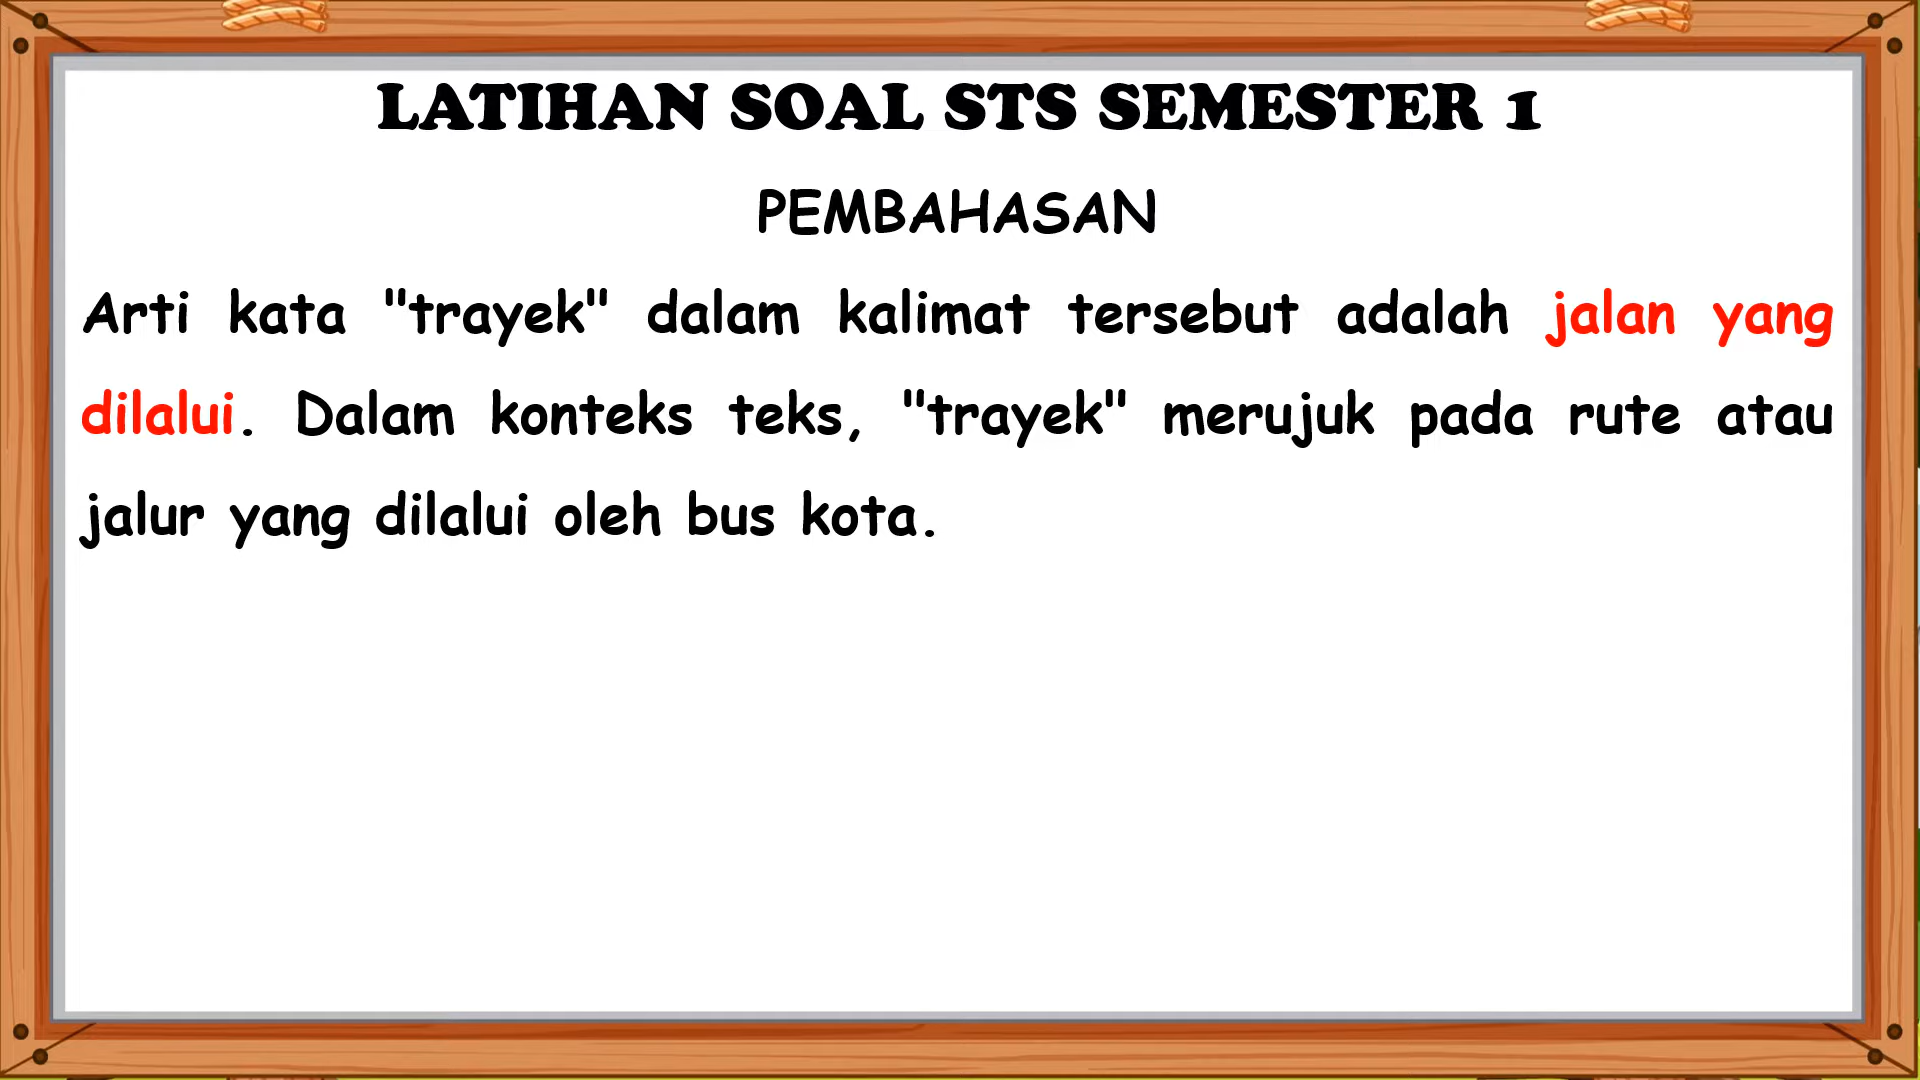 LATIHAN SOAL STS SEMESTER 1
PEMBAHASAN
Arti kata "trayek" dalam kalimat tersebut adalah jalan yang
dilalui. Dalam konteks teks, "trayek" merujuk pada rute atau
jalur yang dilalui oleh bus kota.